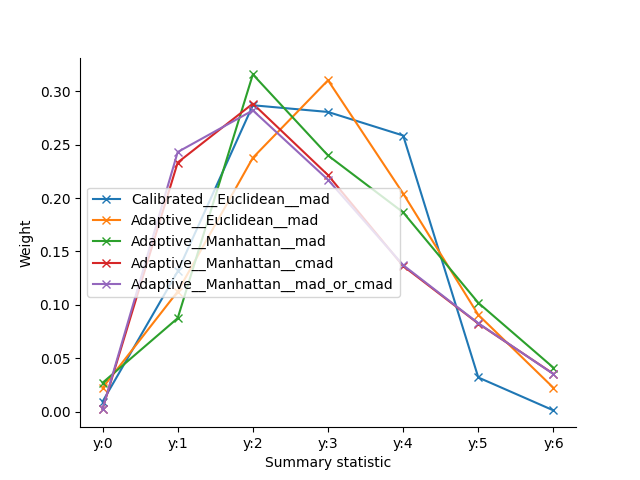 0.30
0.25
0.20
0.15
0.10
0.05
0.00
Weight
Calibrated__Euclidean__mad
Adaptive__Euclidean__mad
Adaptive__Manhattan__mad
Adaptive__Manhattan__cmad
Adaptive__Manhattan__mad_or_cmad
y:0 y:1 y:2 y:3 y:4 y:5 y:6
Summary statistic